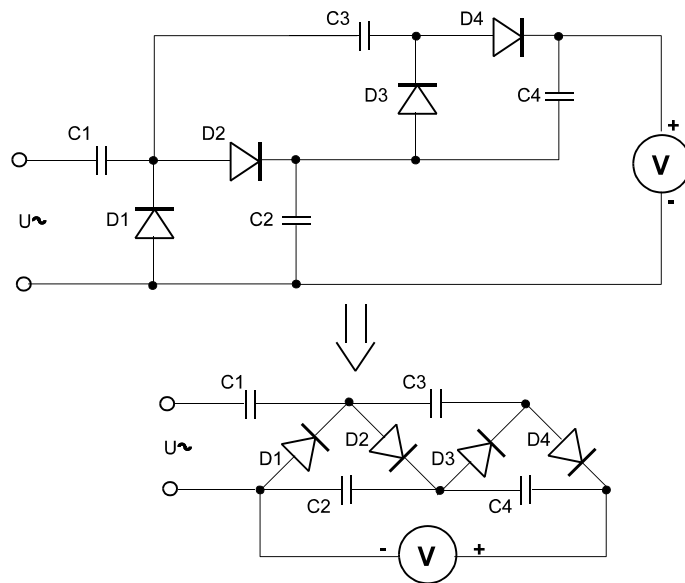 C3 D4
D3 C4
C1 D2
+
V
-
U~ D1 C2
C1 C3
U~ D1 D2 D3 D4
C2 C4
- V +